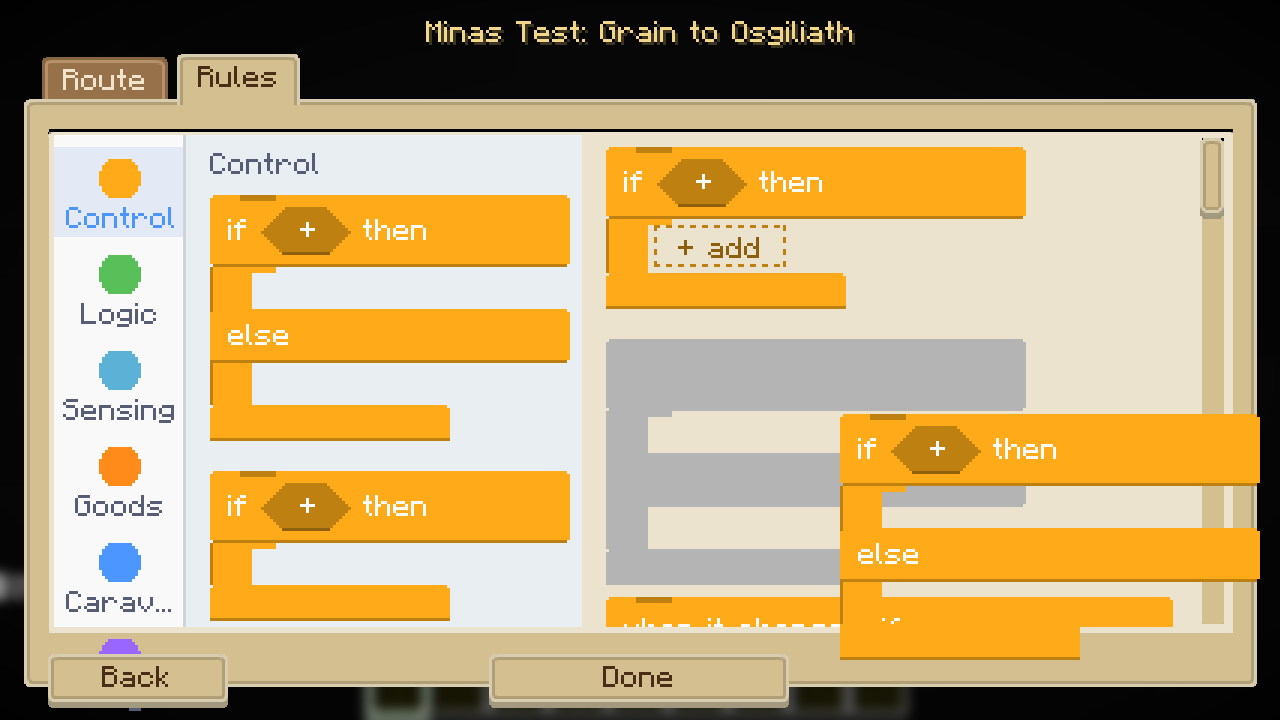 Minas Test: Grain to Osgiliath
Route
Rules
Control
Logic
Sensing
Goods
Carav...
Control
if + then
else
if + then
if + then
+ add
if + then
else
Back
Done